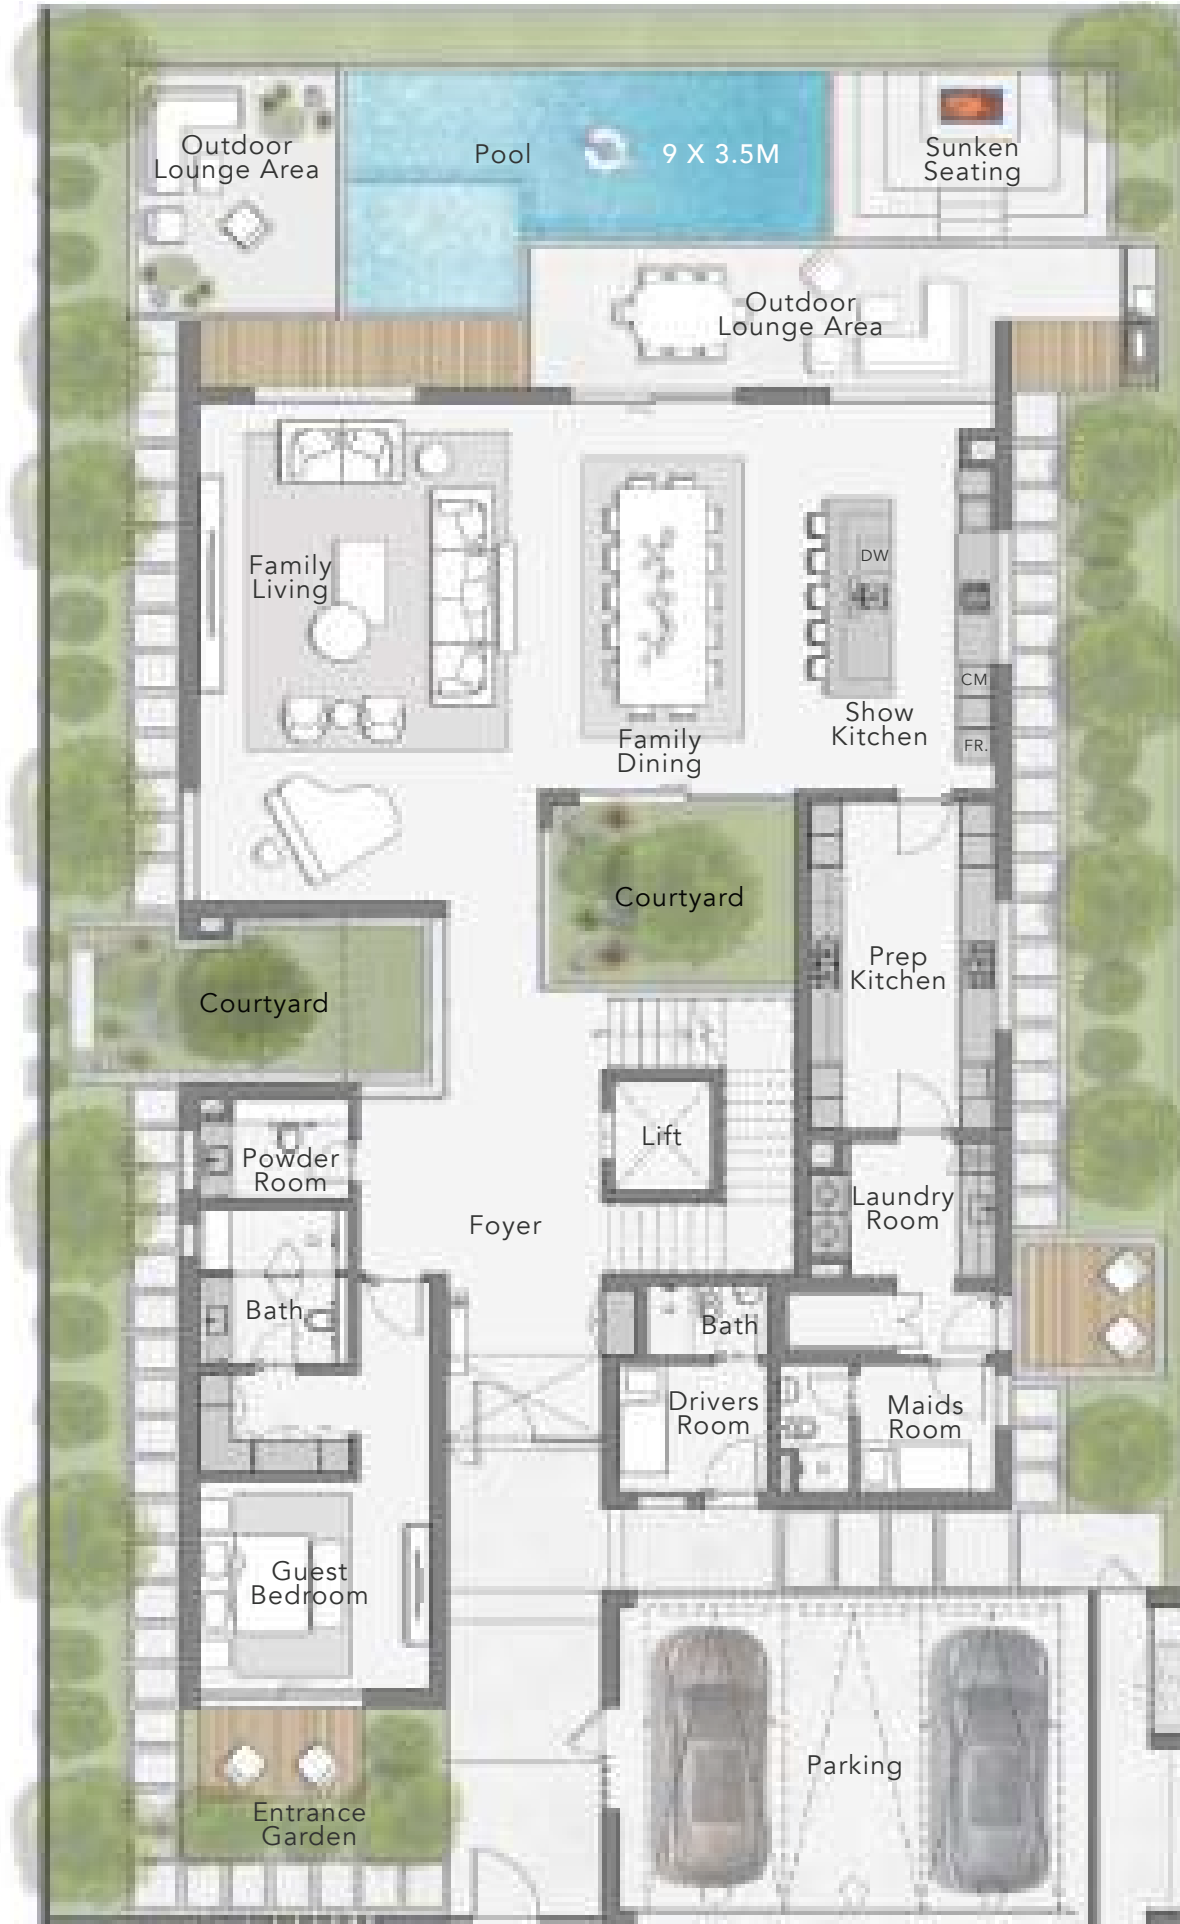 Outdoor
Lounge Area
Pool
9 X 3.5M
Sunken
Seating
Outdoor
Lounge Area
Family
Living
DW
CM
Show
Kitchen
FR.
Family
Dining
Courtyard
Prep
Kitchen
Courtyard
Lift
Powder
Room
Laundry
Room
Foyer
Bath
Bath
Drivers
Room
Maids
Room
Guest
Bedroom
Parking
Entrance
Garden